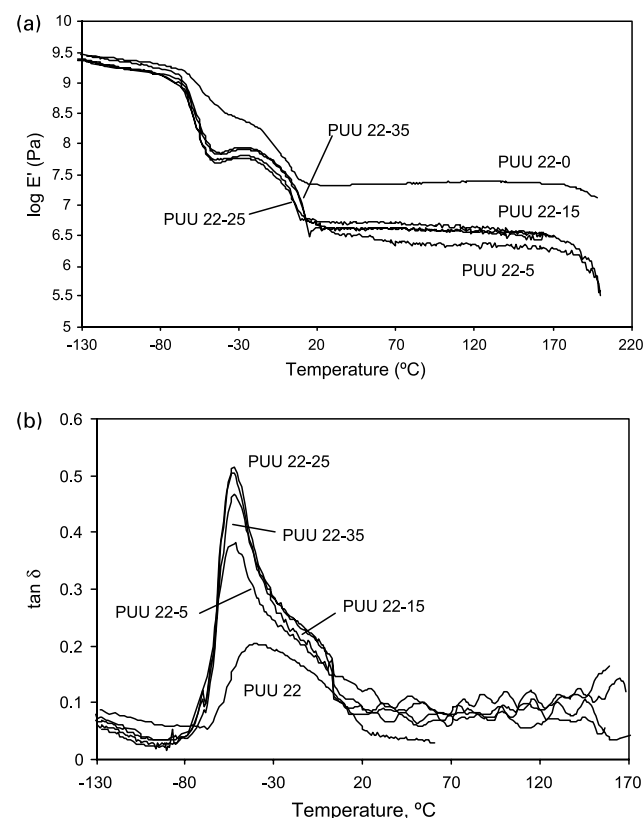 (a)
10
9.5
9
8.5
8
7.5
7
6.5
6
5.5
5
log E' (Pa)
PUU 22-35
PUU 22-0
PUU 22-25
PUU 22-15
PUU 22-5
-130 -80 -30 20 70 120 170 220
Temperature (ºC)
(b)
0.6
0.5
0.4
0.3
0.2
0.1
0
tan δ
PUU 22-25
PUU 22-35
PUU 22-5
PUU 22-15
PUU 22
-130 -80 -30 20 70 120 170
Temperature, ºC